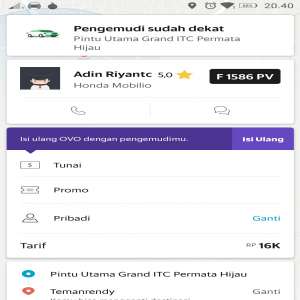 20.40
Pengemudi sudah dekat
Pintu Utama Grand ITC Permata
Hijau
Adin Riyantc 5,0 F 1586 PV
Honda Mobilio
Isi ulang OVO dengan pengemudimu. Isi Ulang
Tunai
Promo
Pribadi Ganti
Tarif RP 16K
Pintu Utama Grand ITC Permata Hijau
Temanrendy Ganti